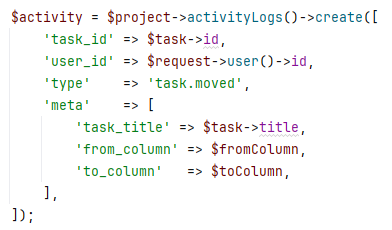 $activity = $project->activityLogs()->create([
    'task_id' => $task->id,
    'user_id' => $request->user()->id,
    'type'    => 'task.moved',
    'meta'    => [
        'task_title' => $task->title,
        'from_column' => $fromColumn,
        'to_column'   => $toColumn,
    ],
]);